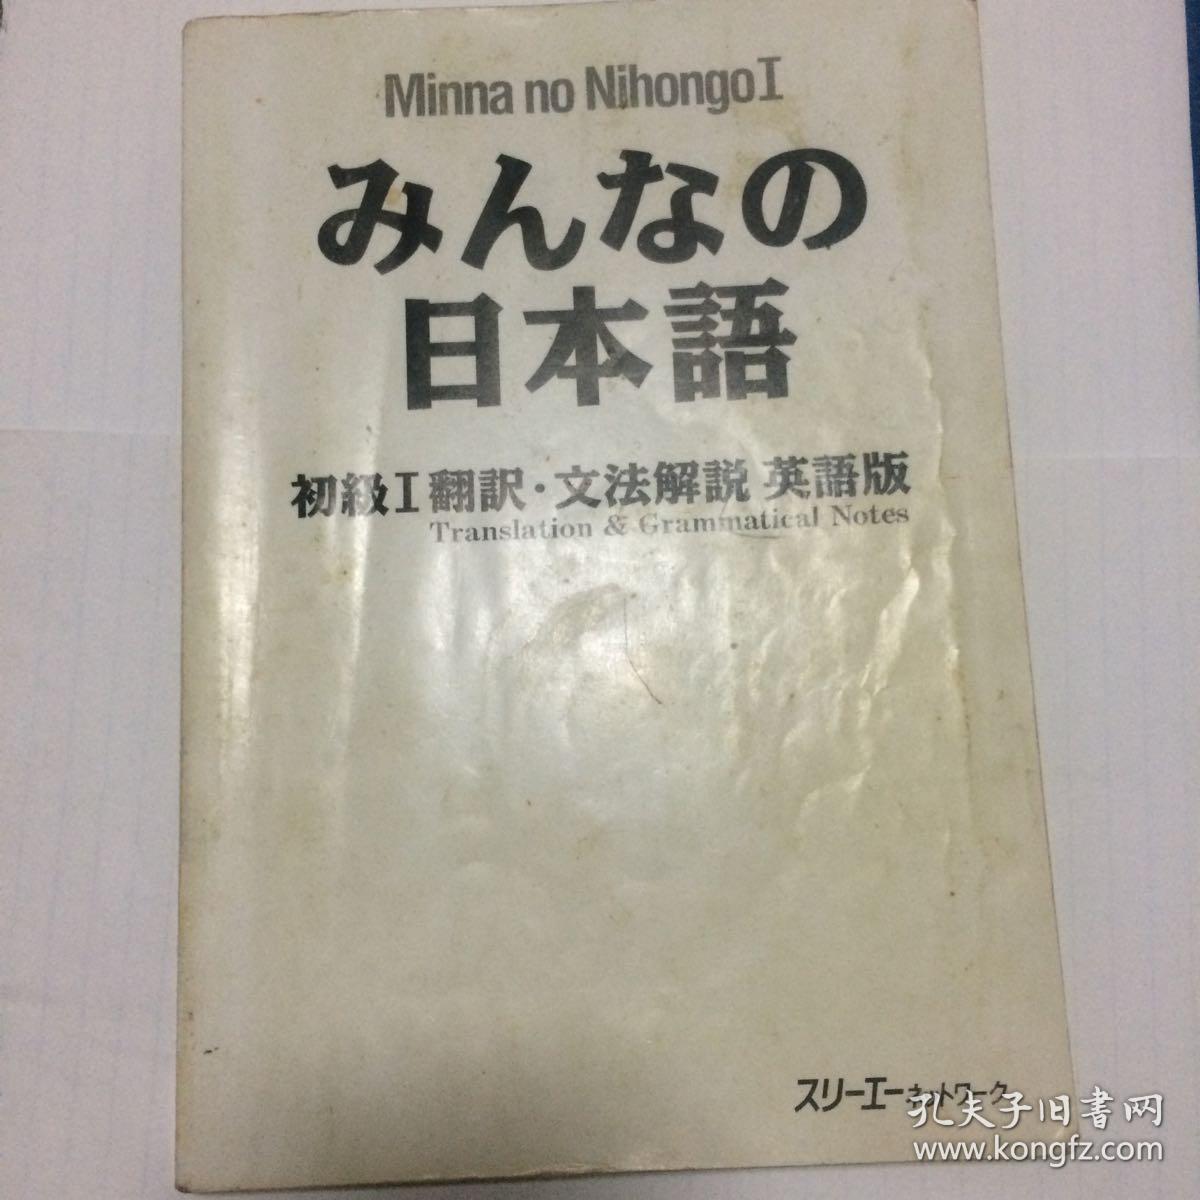 Minna no Nihongo I
みんなの
日本語
初級I 翻訳・文法解説 英語版
Translation & Grammatical Notes
スリーエーネットワーク
孔夫子旧書网
www.kongfz.com